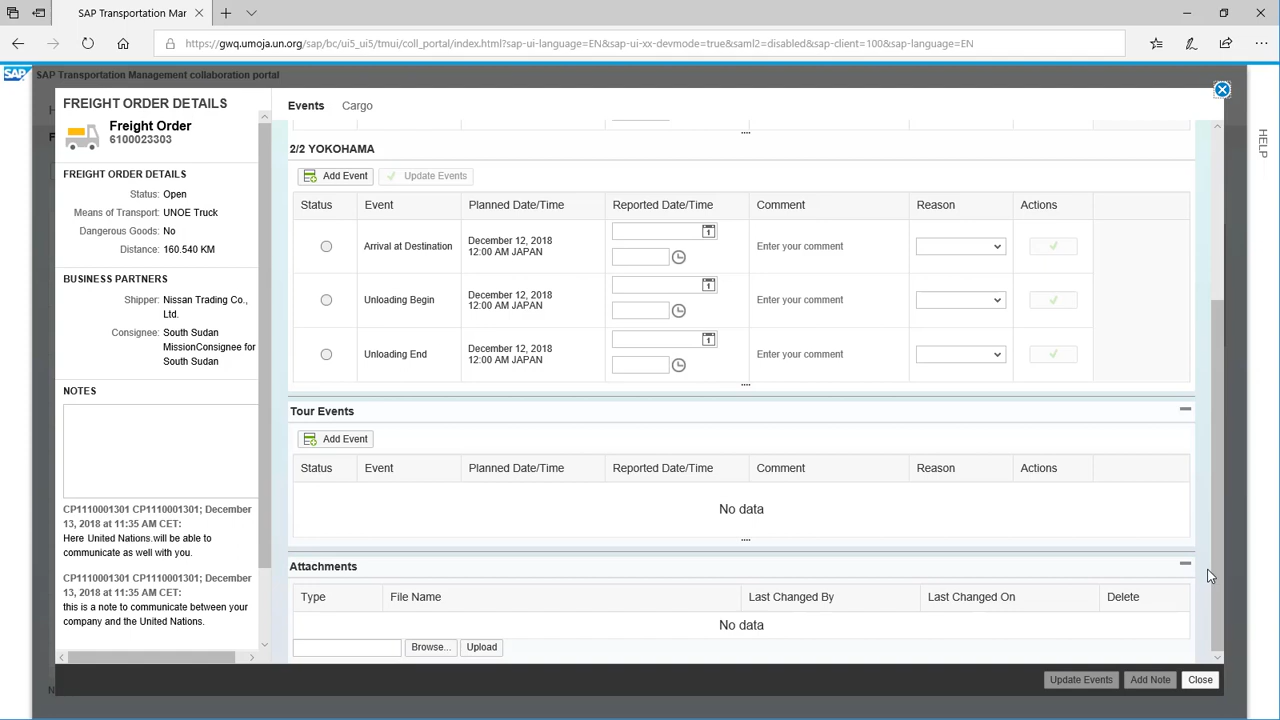 SAP Transportation Mar
https://gwq.umoja.un.org/sap/bc/ui5_ui5/tmui/coll_portal/index.html?sap-ui-language=EN&sap-ui-xx-devmode=true&saml2=disabled&sap-client=100&sap-language=EN
SAP
SAP Transportation Management collaboration portal
HELP
FREIGHT ORDER DETAILS
Freight Order
6100023303
FREIGHT ORDER DETAILS
Status: Open
Means of Transport: UNOE Truck
Dangerous Goods: No
Distance: 160.540 KM
BUSINESS PARTNERS
Shipper: Nissan Trading Co.,
Ltd.
Consignee: South Sudan
MissionConsignee for
South Sudan
NOTES
CP1110001301 CP1110001301; December
13, 2018 at 11:35 AM CET:
Here United Nations.will be able to
communicate as well with you.
CP1110001301 CP1110001301; December
13, 2018 at 11:35 AM CET:
this is a note to communicate between your
company and the United Nations.
Events Cargo
2/2 YOKOHAMA
Add Event Update Events
Status Event Planned Date/Time Reported Date/Time Comment Reason Actions
Arrival at Destination December 12, 2018
12:00 AM JAPAN
Enter your comment
Unloading Begin December 12, 2018
12:00 AM JAPAN
Enter your comment
Unloading End December 12, 2018
12:00 AM JAPAN
Enter your comment
Tour Events
Add Event
Status Event Planned Date/Time Reported Date/Time Comment Reason Actions
No data
Attachments
Type File Name Last Changed By Last Changed On Delete
No data
Browse... Upload
Update Events Add Note Close